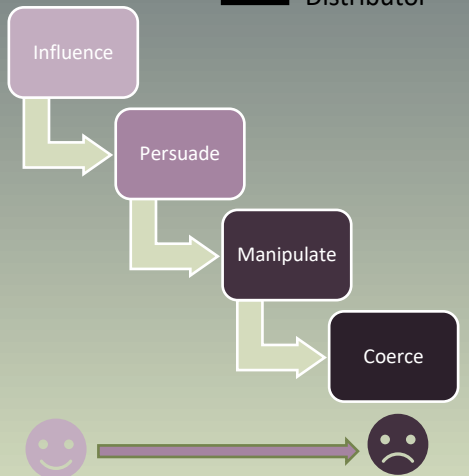 Distributor
Influence
Persuade
Manipulate
Coerce